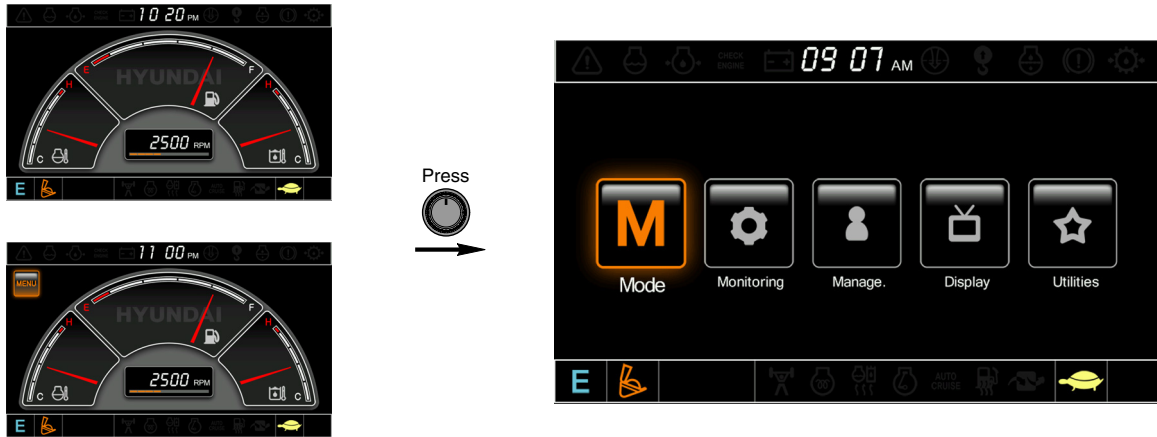 10 20 PM
E
F
HYUNDAI
H
H
2500 RPM
C
C
E
11 00 PM
MENU
E
F
HYUNDAI
H
H
2500 RPM
C
C
E
Press
CHECK
ENGINE
09 07 AM
M
Mode
Monitoring
Manage.
Display
Utilities
E
AUTO
CRUISE